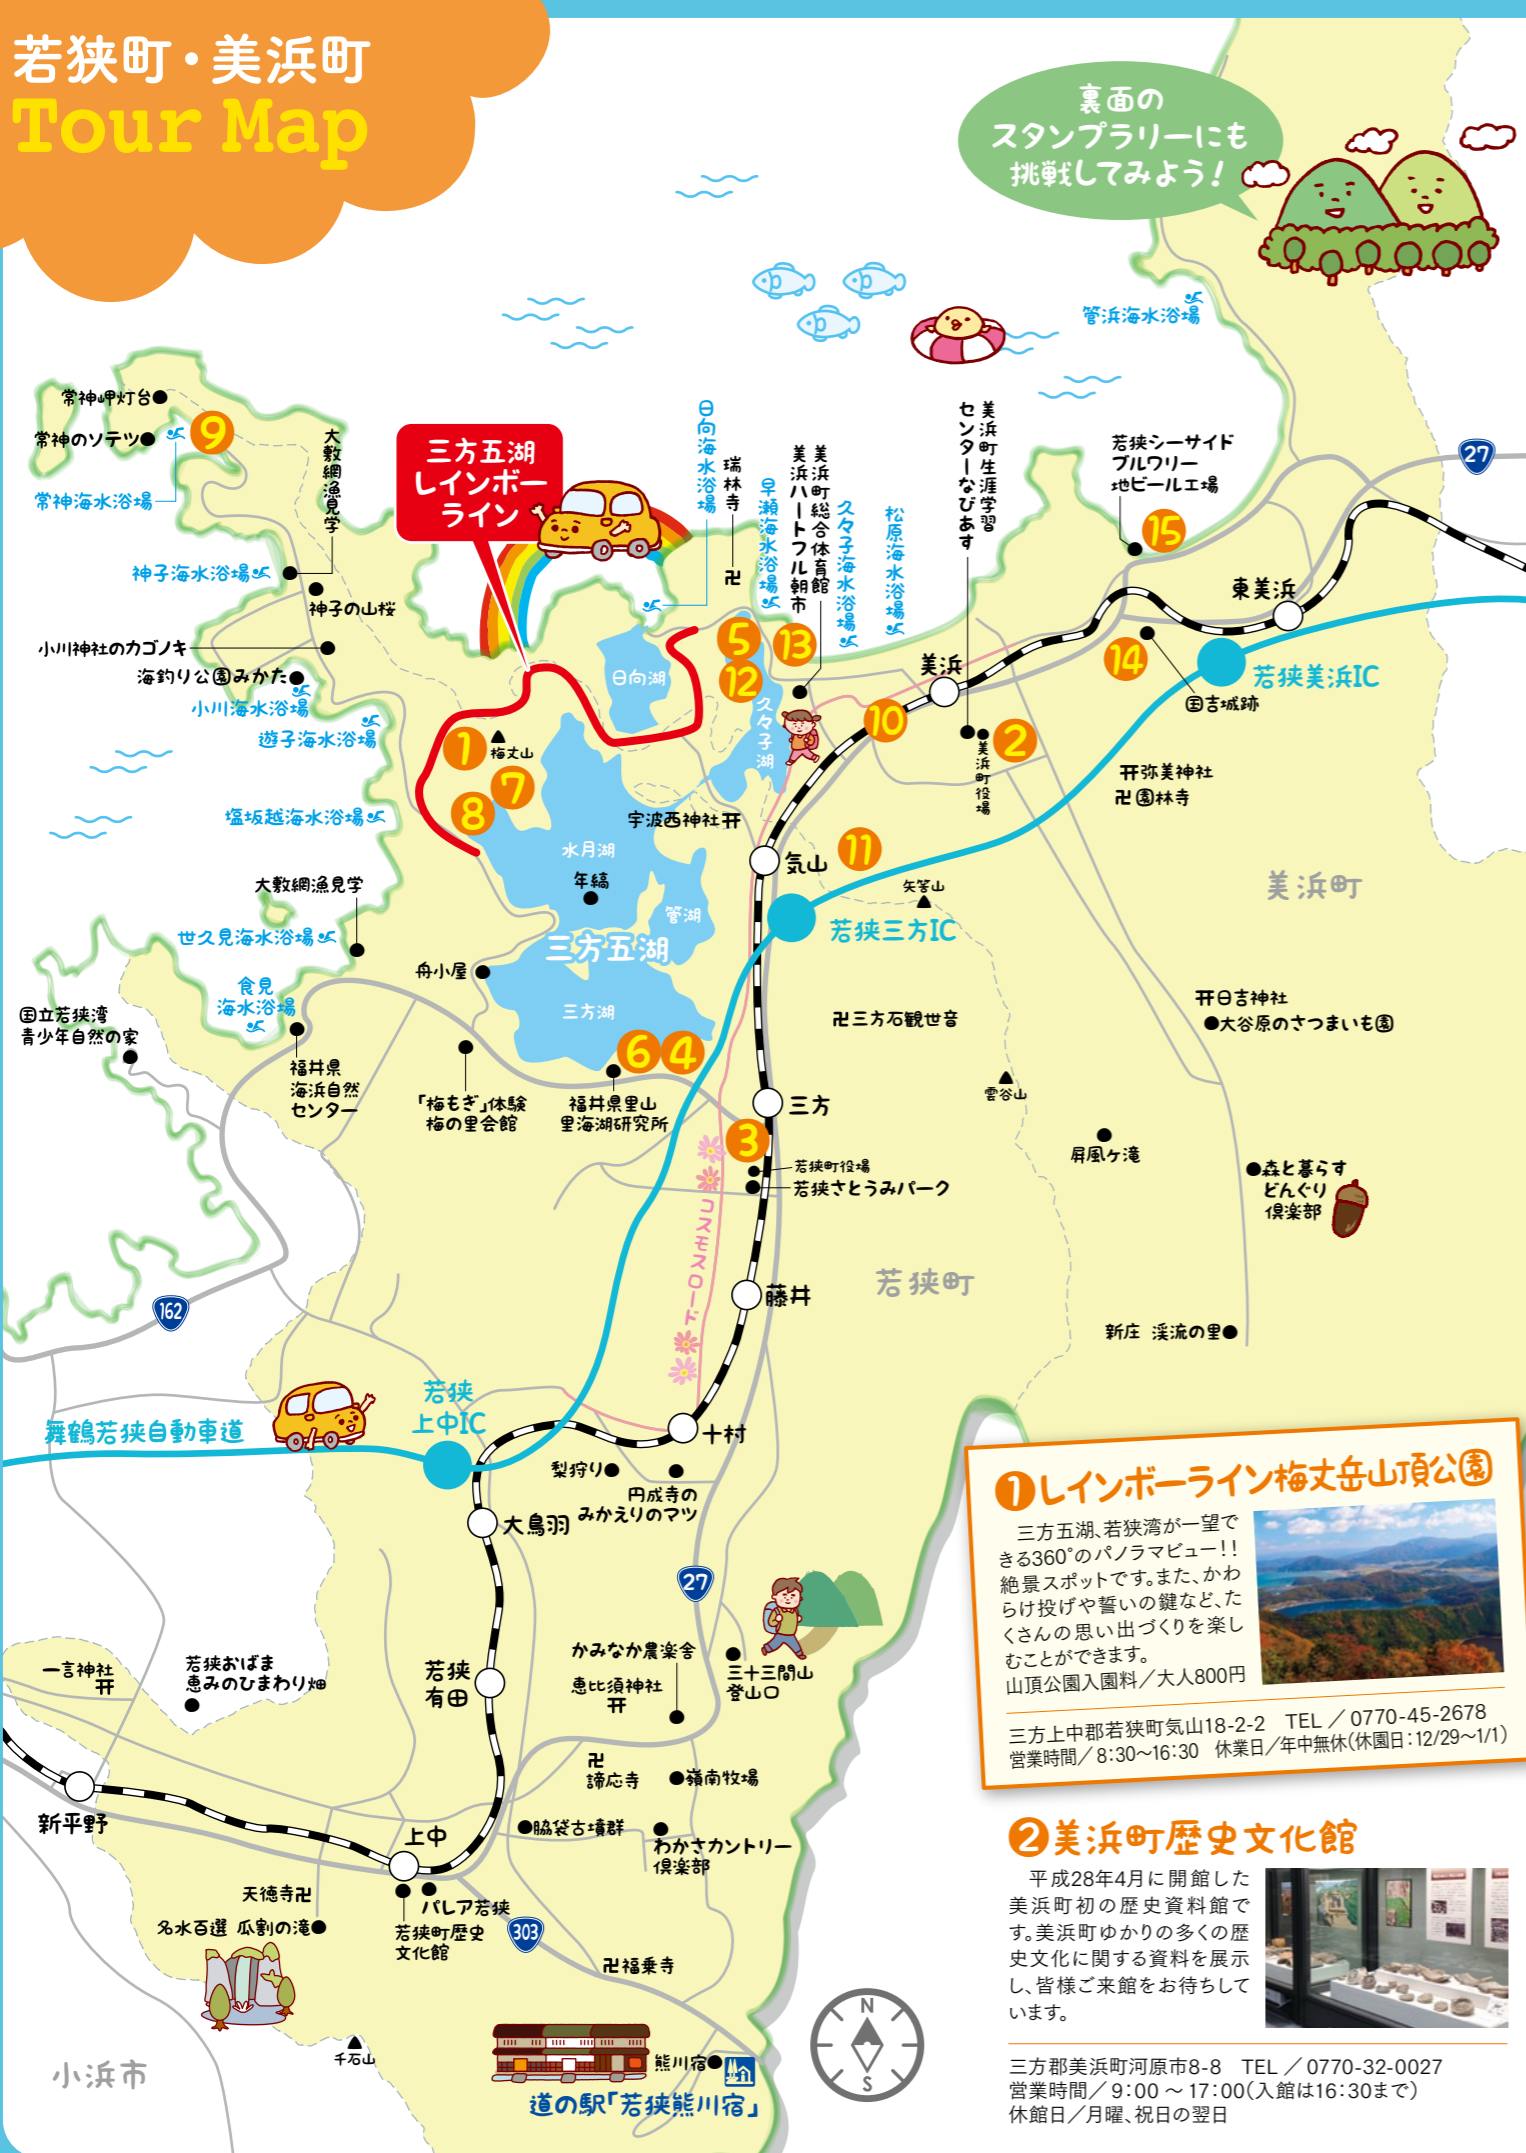 若狭町・美浜町
Tour Map
裏面の
スタンプラリーにも
挑戦してみよう!
菅浜海水浴場
常神岬灯台
常神のソテツ
9
常神海水浴場
大敷網漁見学
神子海水浴場
神子の山桜
小川神社のカゴノキ
海釣り公園みかた
小川海水浴場
遊子海水浴場
塩坂越海水浴場
大敷網漁見学
世久見海水浴場
食見
海水浴場
国立若狭湾
青少年自然の家
福井県
海浜自然
センター
三方五湖
レインボー
ライン
日向海水浴場
瑞林寺
卍
早瀬海水浴場
美浜町総合体育館
美浜ハートフル朝市
久々子海水浴場
松原海水浴場
美浜町生涯学習
センターなびあす
若狭シーサイド
ブルワリー
地ビール工場
15
27
東美浜
14
国吉城跡
若狭美浜IC
美浜
5
13
12
10
2
美浜町役場
日向湖
久々子湖
1
梅丈山
7
8
宇波西神社
水月湖
年縞
菅湖
三方五湖
三方湖
気山
11
矢筈山
若狭三方IC
弥美神社
卍園林寺
美浜町
舟小屋
6
4
「梅もぎ」体験
梅の里会館
福井県里山
里海湖研究所
卍三方石観世音
日吉神社
大谷原のさつまいも園
雲谷山
屏風ヶ滝
森と暮らす
どんぐり
倶楽部
三方
3
若狭町役場
若狭さとうみパーク
コスモスロード
藤井
若狭町
新庄 渓流の里
162
舞鶴若狭自動車道
若狭
上中IC
十村
梨狩り
円成寺の
みかえりのマツ
大鳥羽
27
一言神社
若狭おばま
恵みのひまわり畑
若狭
有田
かみなか農楽舎
恵比須神社
三十三間山
登山口
卍
諦応寺
嶺南牧場
新平野
上中
脇袋古墳群
わかさカントリー
倶楽部
天徳寺卍
名水百選 瓜割の滝
パレア若狭
若狭町歴史
文化館
303
卍福乗寺
千石山
小浜市
熊川宿
道の駅「若狭熊川宿」
N
S
1レインボーライン梅丈岳山頂公園
三方五湖、若狭湾が一望で
きる360°のパノラマビュー!!
絶景スポットです。また、かわ
らけ投げや誓いの鍵など、た
くさんの思い出づくりを楽し
むことができます。
山頂公園入園料/大人800円
三方上中郡若狭町気山18-2-2 TEL/0770-45-2678
営業時間/8:30〜16:30 休業日/年中無休(休園日:12/29〜1/1)
2美浜町歴史文化館
平成28年4月に開館した
美浜町初の歴史資料館で
す。美浜町ゆかりの多くの歴
史文化に関する資料を展示
し、皆様ご来館をお待ちして
います。
三方郡美浜町河原市8-8 TEL/0770-32-0027
営業時間/9:00 〜 17:00(入館は16:30まで)
休館日/月曜、祝日の翌日